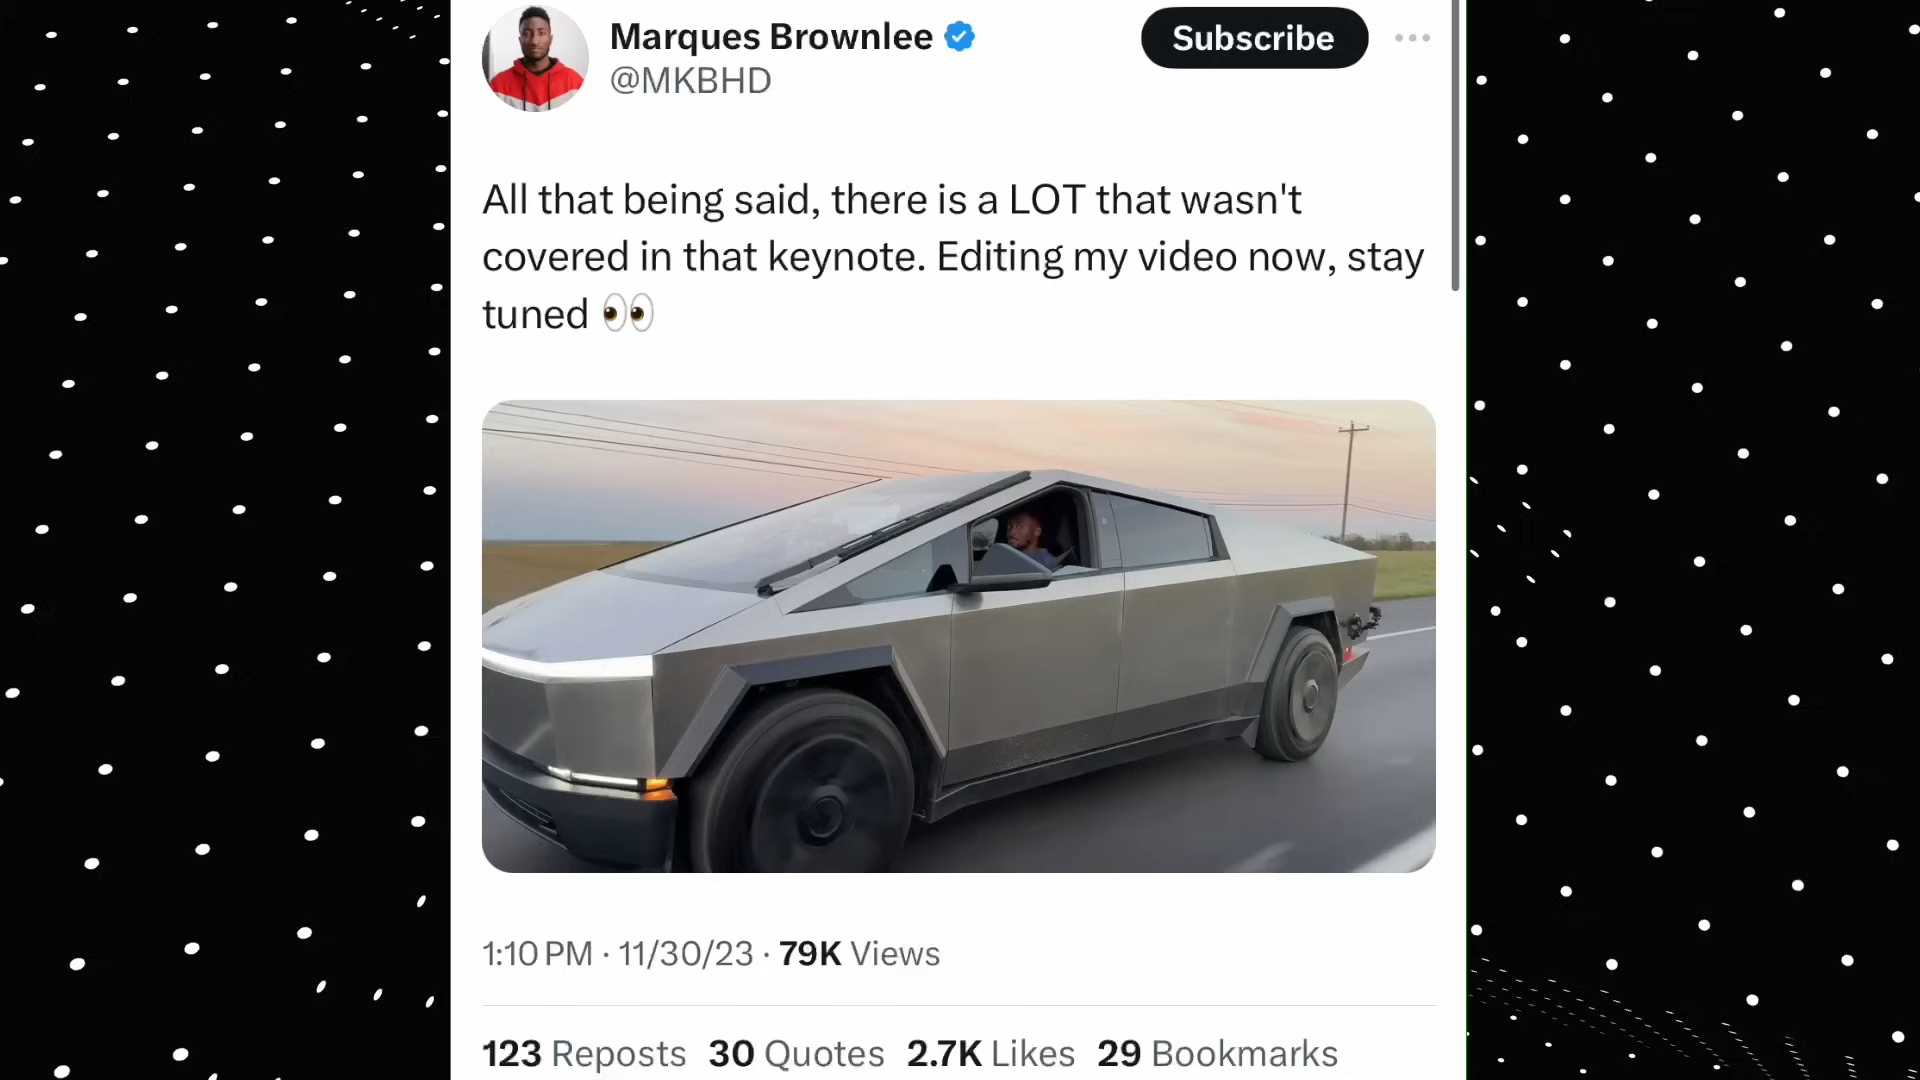 Marques Brownlee
Subscribe
@MKBHD
All that being said, there is a LOT that wasn't
covered in that keynote. Editing my video now, stay
tuned 👀
1:10 PM · 11/30/23 · 79K Views
123 Reposts 30 Quotes 2.7K Likes 29 Bookmarks